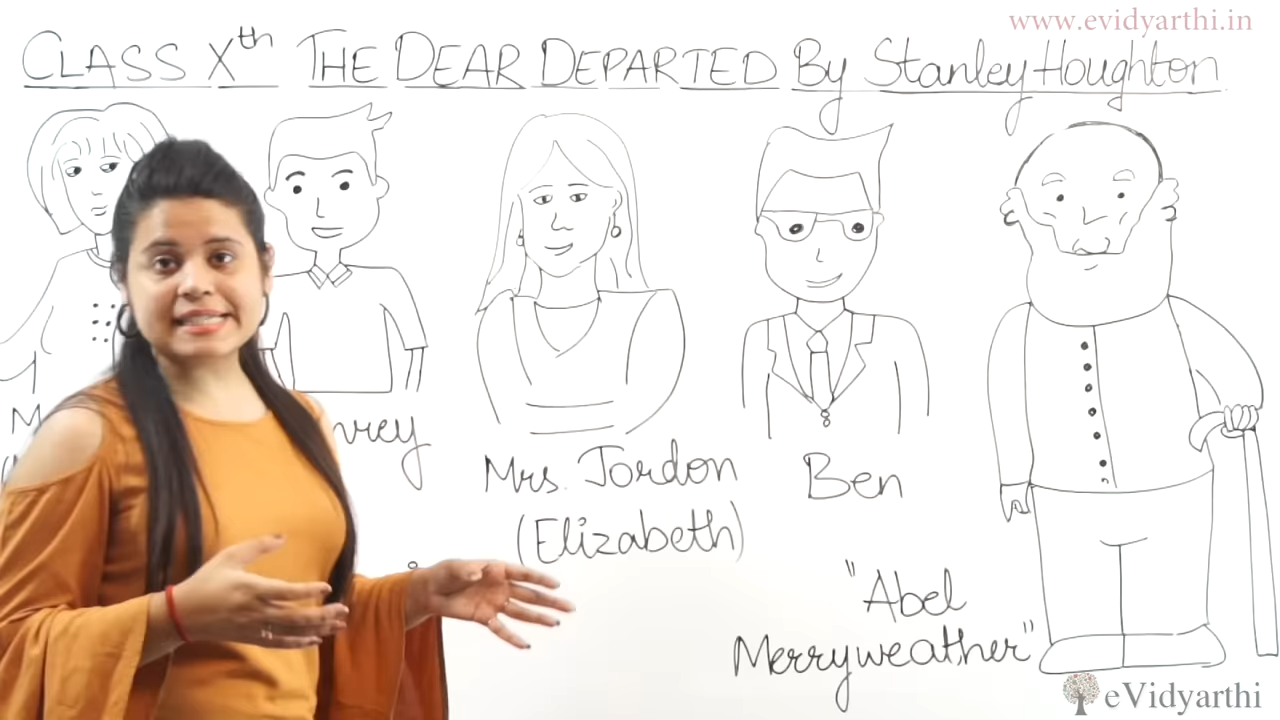 www.evidyarthi.in
CLASS Xth THE DEAR DEPARTED By Stanley Houghton
Mrs. Jordon
(Elizabeth)
Ben
"Abel
Merryweather"
eVidyarthi